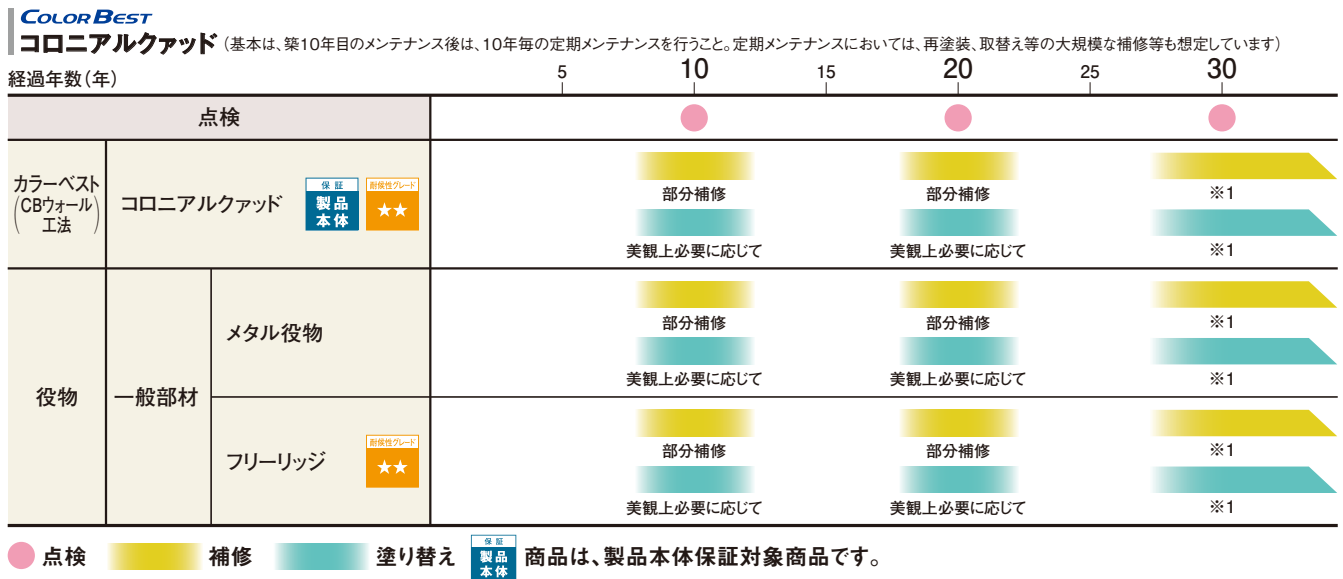 COLORBEST
コロニアルクァッド（基本は、築10年目のメンテナンス後は、10年毎の定期メンテナンスを行うこと。定期メンテナンスにおいては、再塗装、取替え等の大規模な補修等も想定しています）
経過年数（年） 5 10 15 20 25 30
点検
カラーベスト
（CBウォール
工法）
コロニアルクァッド
保証
製品
本体
耐候性グレード
★★
部分補修 部分補修 ※1
美観上必要に応じて 美観上必要に応じて ※1
役物
一般部材
メタル役物
部分補修 部分補修 ※1
美観上必要に応じて 美観上必要に応じて ※1
フリーリッジ
耐候性グレード
★★
部分補修 部分補修 ※1
美観上必要に応じて 美観上必要に応じて ※1
点検 補修 塗り替え 保証 製品 本体 商品は、製品本体保証対象商品です。